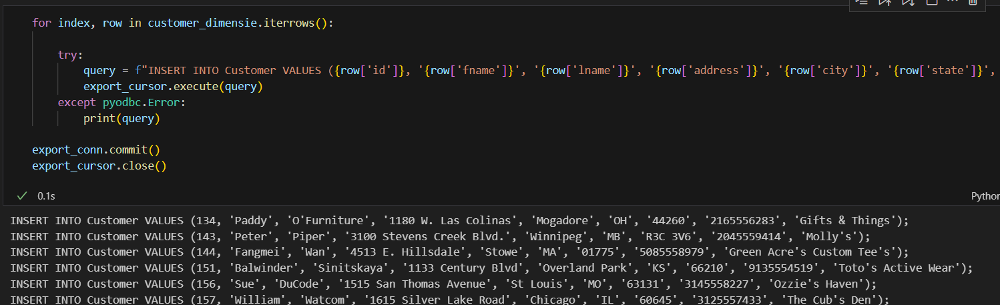 for index, row in customer_dimensie.iterrows():
try:
query = f"INSERT INTO Customer VALUES ({row['id']}, '{row['fname']}', '{row['lname']}', '{row['address']}', '{row['city']}', '{row['state']}',
export_cursor.execute(query)
except pyodbc.Error:
print(query)
export_conn.commit()
export_cursor.close()
0.1s
Python
INSERT INTO Customer VALUES (134, 'Paddy', 'O'Furniture', '1180 W. Las Colinas', 'Mogadore', 'OH', '44260', '2165556283', 'Gifts & Things');
INSERT INTO Customer VALUES (143, 'Peter', 'Piper', '3100 Stevens Creek Blvd.', 'Winnipeg', 'MB', 'R3C 3V6', '2045559414', 'Molly's');
INSERT INTO Customer VALUES (144, 'Fangmei', 'Wan', '4513 E. Hillsdale', 'Stowe', 'MA', '01775', '5085558979', 'Green Acre's Custom Tee's');
INSERT INTO Customer VALUES (151, 'Balwinder', 'Sinitskaya', '1133 Century Blvd', 'Overland Park', 'KS', '66210', '9135554519', 'Toto's Active Wear');
INSERT INTO Customer VALUES (156, 'Sue', 'DuCode', '1515 San Thomas Avenue', 'St Louis', 'MO', '63131', '3145558227', 'Ozzie's Haven');
INSERT INTO Customer VALUES (157, 'William', 'Watcom', '1615 Silver Lake Road', 'Chicago', 'IL', '60645', '3125557433', 'The Cub's Den');